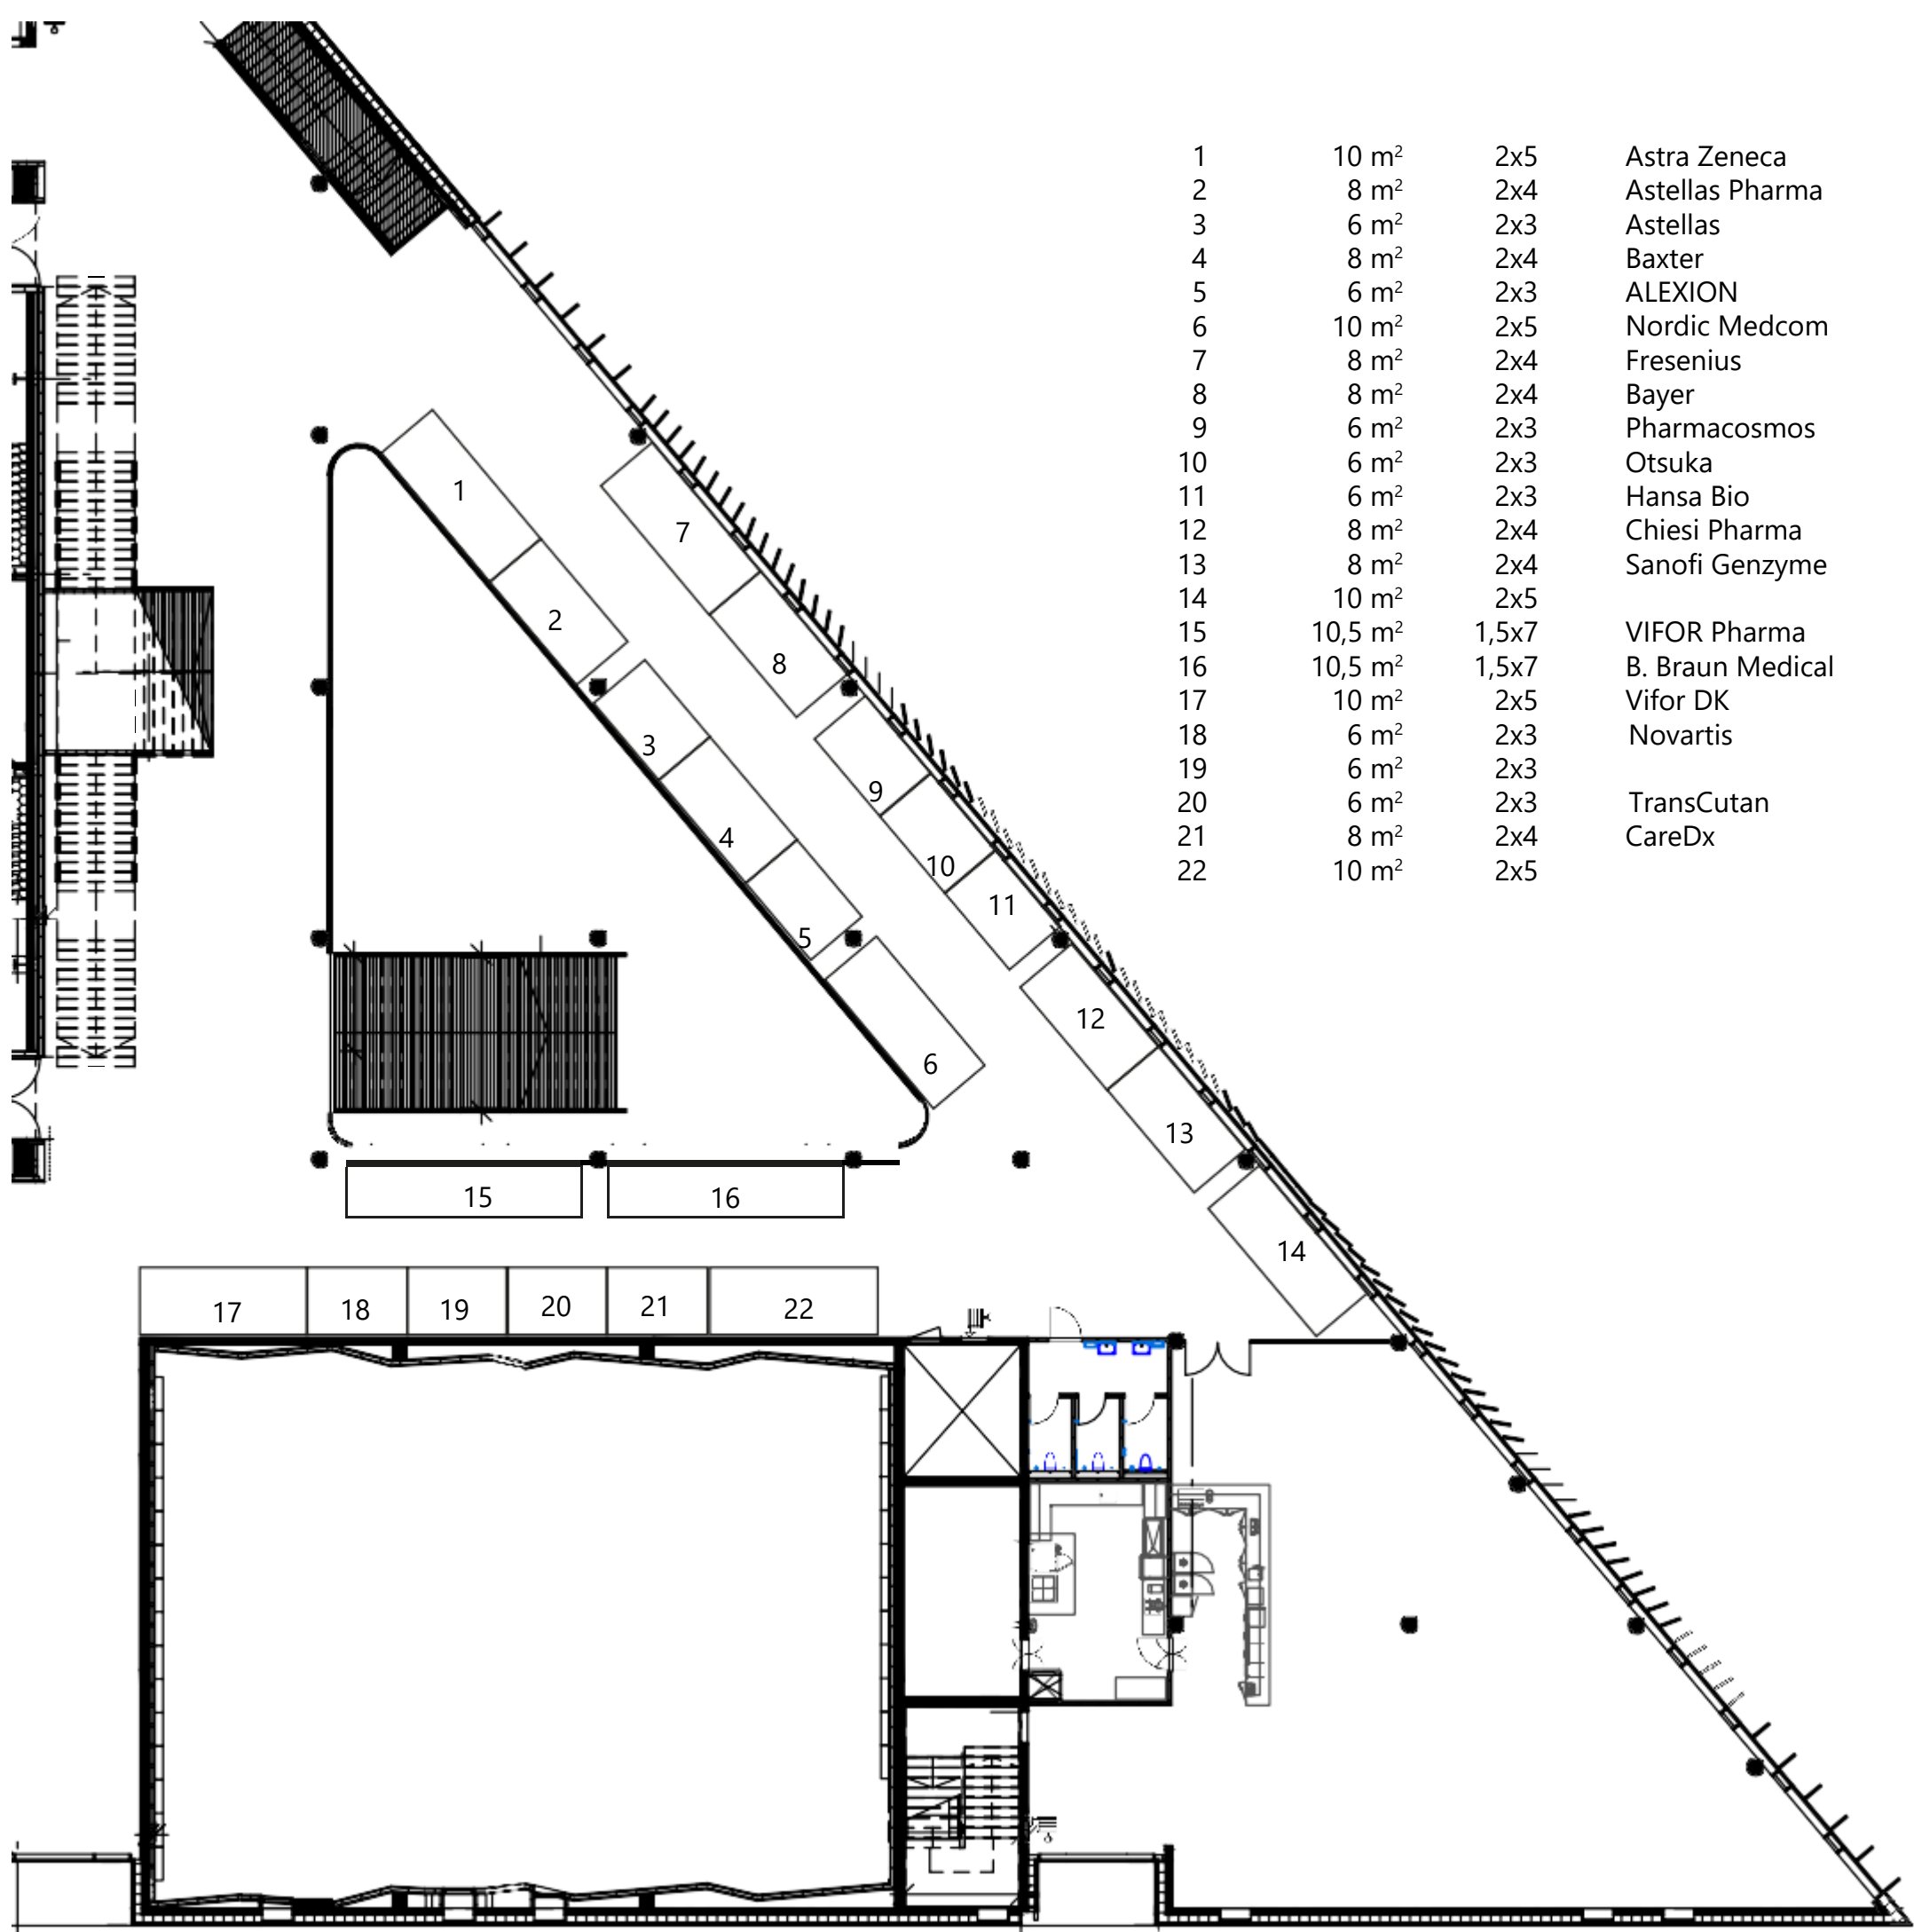 1 10 m² 2x5 Astra Zeneca
2 8 m² 2x4 Astellas Pharma
3 6 m² 2x3 Astellas
4 8 m² 2x4 Baxter
5 6 m² 2x3 ALEXION
6 10 m² 2x5 Nordic Medcom
7 8 m² 2x4 Fresenius
8 8 m² 2x4 Bayer
9 6 m² 2x3 Pharmacosmos
10 6 m² 2x3 Otsuka
11 6 m² 2x3 Hansa Bio
12 8 m² 2x4 Chiesi Pharma
13 8 m² 2x4 Sanofi Genzyme
14 10 m² 2x5
15 10,5 m² 1,5x7 VIFOR Pharma
16 10,5 m² 1,5x7 B. Braun Medical
17 10 m² 2x5 Vifor DK
18 6 m² 2x3 Novartis
19 6 m² 2x3
20 6 m² 2x3 TransCutan
21 8 m² 2x4 CareDx
22 10 m² 2x5
1
2
3
4
5
6
7
8
9
10
11
12
13
14
15
16
17
18
19
20
21
22